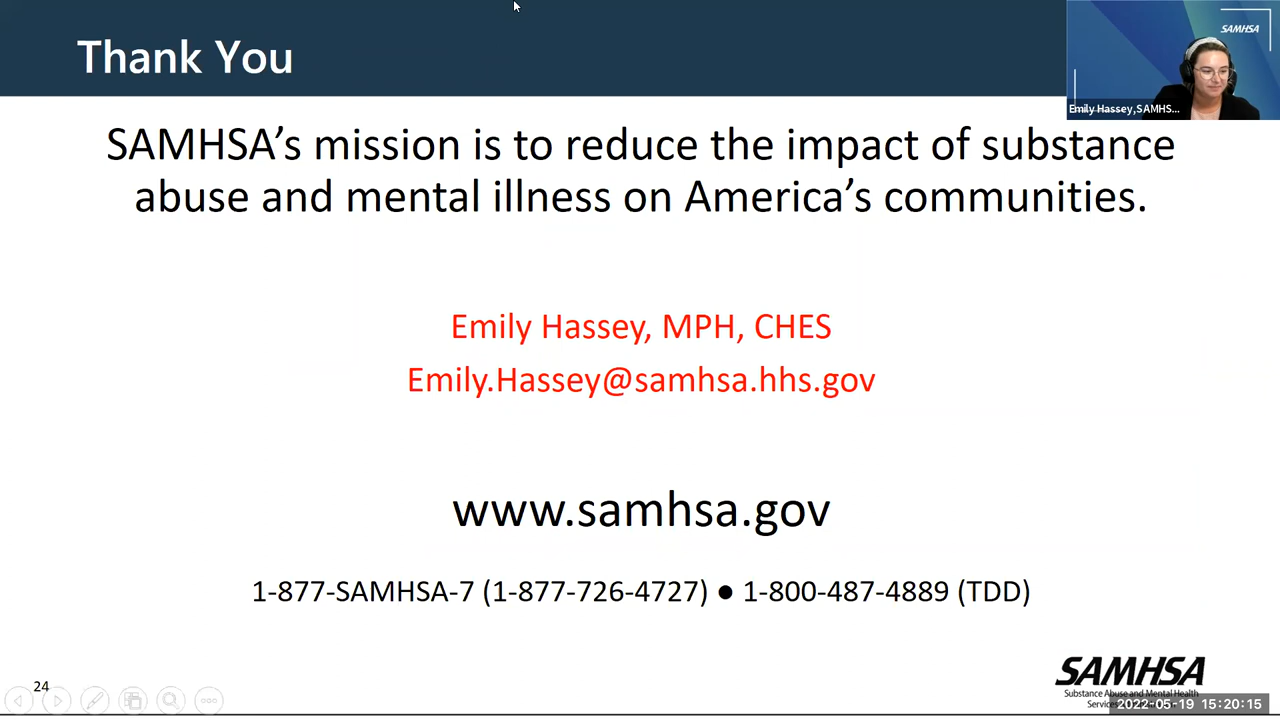 Thank You
SAMHSA
Emily Hassey,SAMHS...
SAMHSA's mission is to reduce the impact of substance
abuse and mental illness on America's communities.
Emily Hassey, MPH, CHES
Emily.Hassey@samhsa.hhs.gov
www.samhsa.gov
1-877-SAMHSA-7 (1-877-726-4727) ● 1-800-487-4889 (TDD)
24
SAMHSA
Substance Abuse and Mental Health
Services
2022-05-19 15:20:15